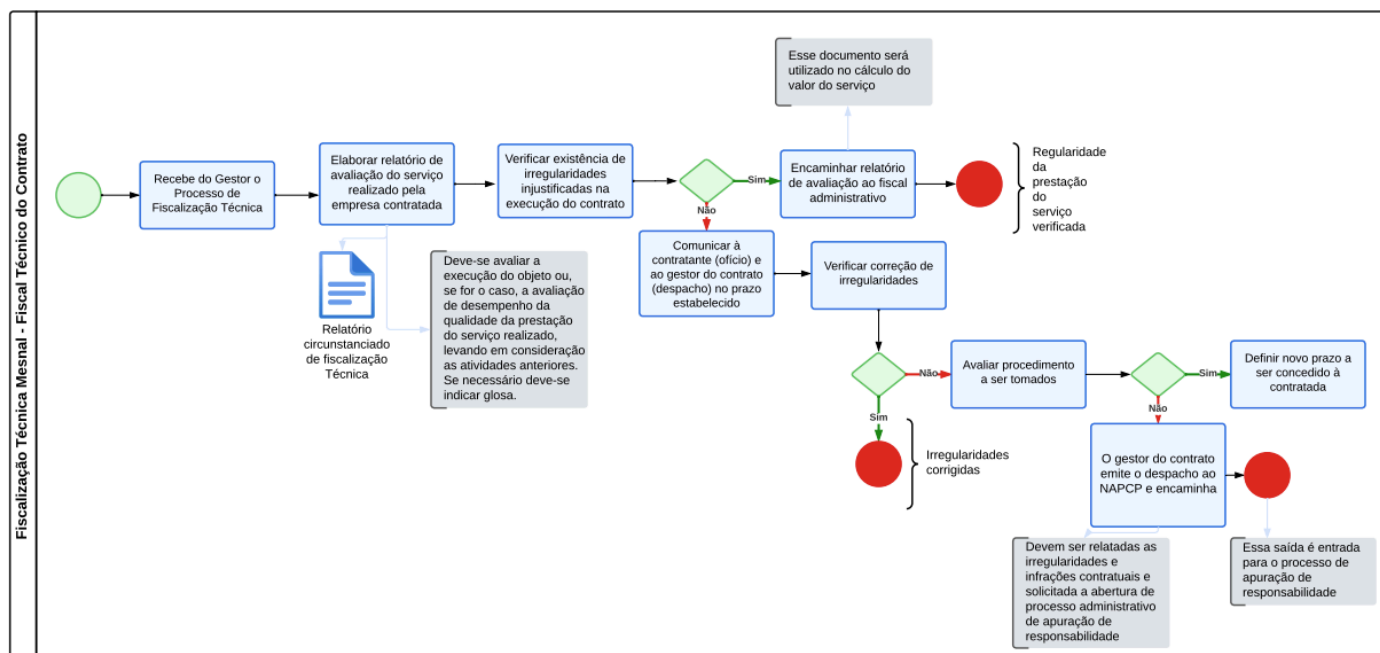 Fiscalização Técnica Mesnal - Fiscal Técnico do Contrato
Recebe do Gestor o
Processo de
Fiscalização Técnica
Elaborar relatório de
avaliação do serviço
realizado pela
empresa contratada
Relatório
circunstanciado
de fiscalização
Técnica
Deve-se avaliar a
execução do objeto ou,
se for o caso, a avaliação
de desempenho da
qualidade da prestação
do serviço realizado,
levando em consideração
as atividades anteriores.
Se necessário deve-se
indicar glosa.
Verificar existência de
irregularidades
injustificadas na
execução do contrato
Sim
Não
Esse documento será
utilizado no cálculo do
valor do serviço
Encaminhar relatório
de avaliação ao fiscal
administrativo
Regularidade
da
prestação
do
serviço
verificada
Comunicar à
contratante (ofício) e
ao gestor do contrato
(despacho) no prazo
estabelecido
Verificar correção de
irregularidades
Não
Sim
Irregularidades
corrigidas
Avaliar procedimento
a ser tomados
Sim
Não
Definir novo prazo a
ser concedido à
contratada
O gestor do contrato
emite o despacho ao
NAPCP e encaminha
Devem ser relatadas as
irregularidades e
infrações contratuais e
solicitada a abertura de
processo administrativo
de apuração de
responsabilidade
Essa saída é entrada
para o processo de
apuração de
responsabilidade